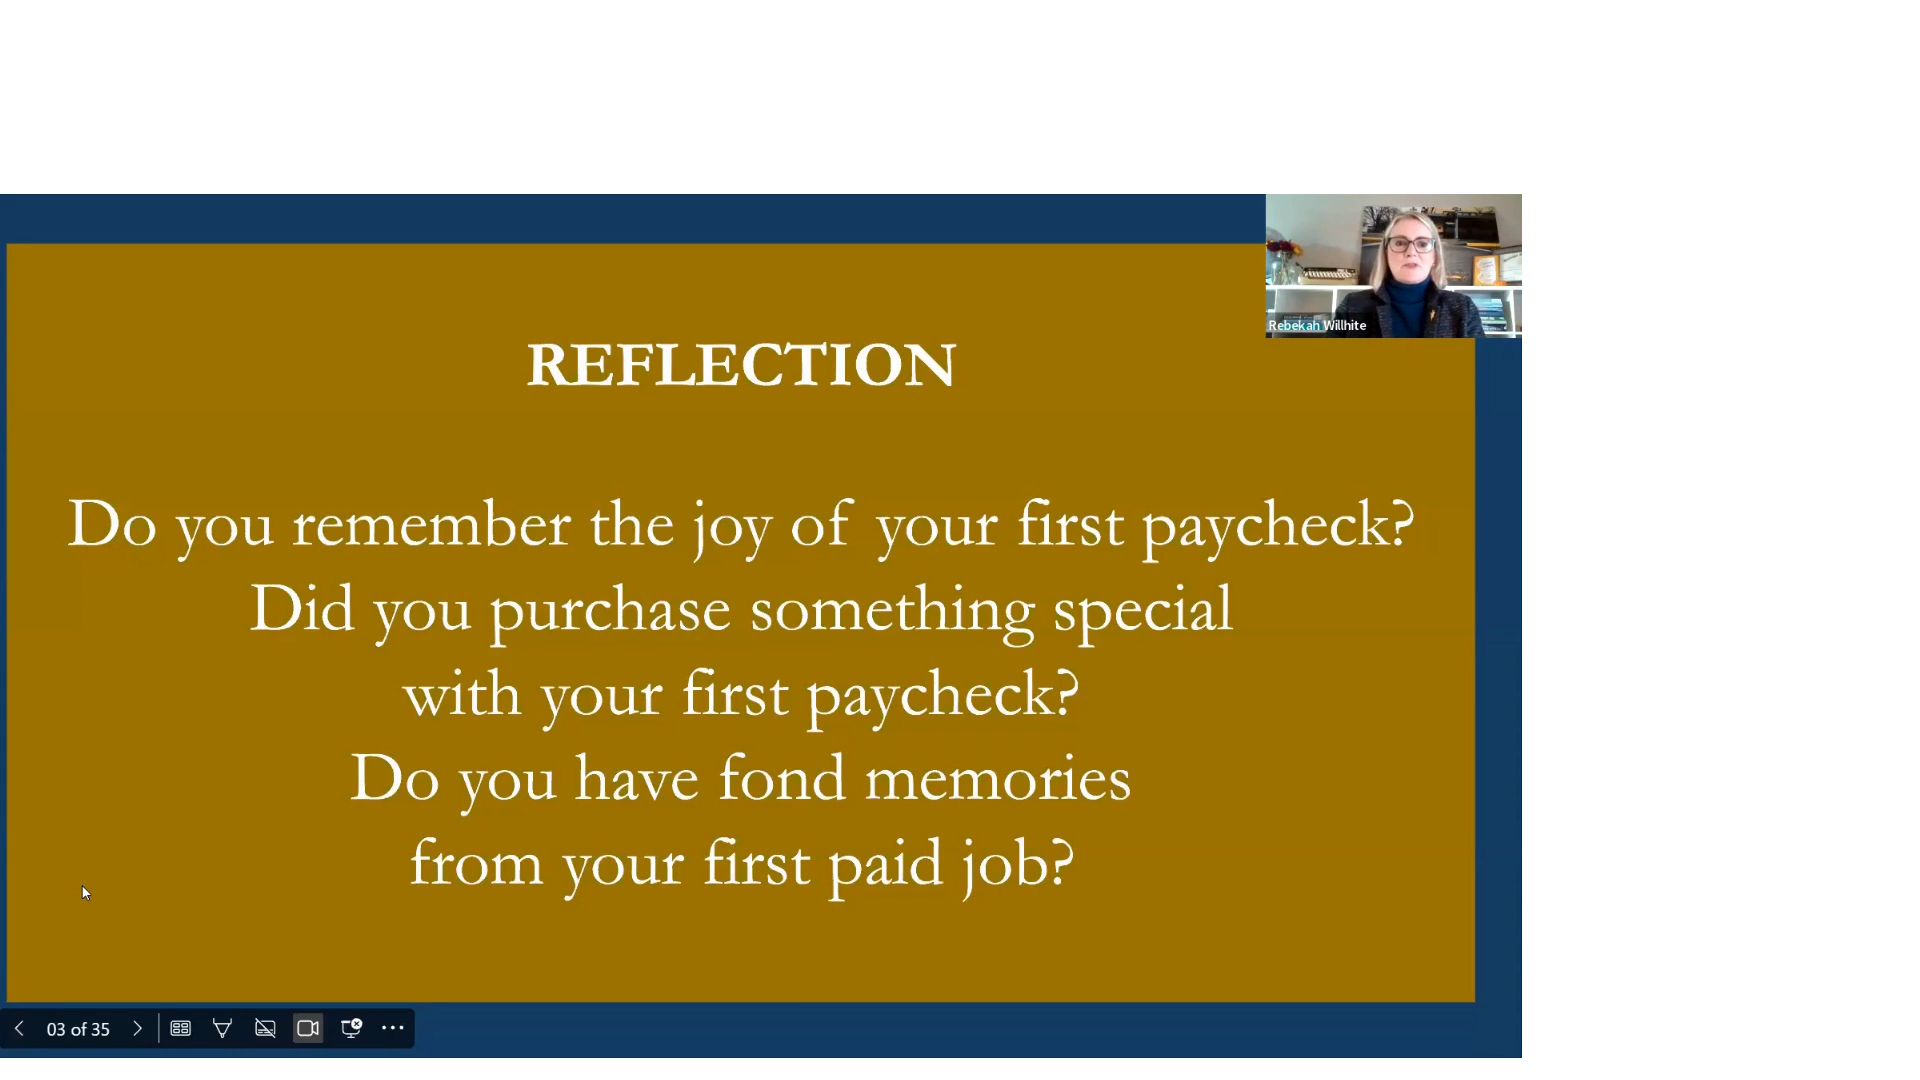 Rebekah Willhite
REFLECTION
Do you remember the joy of your first paycheck?
Did you purchase something special
with your first paycheck?
Do you have fond memories
from your first paid job?
03 of 35